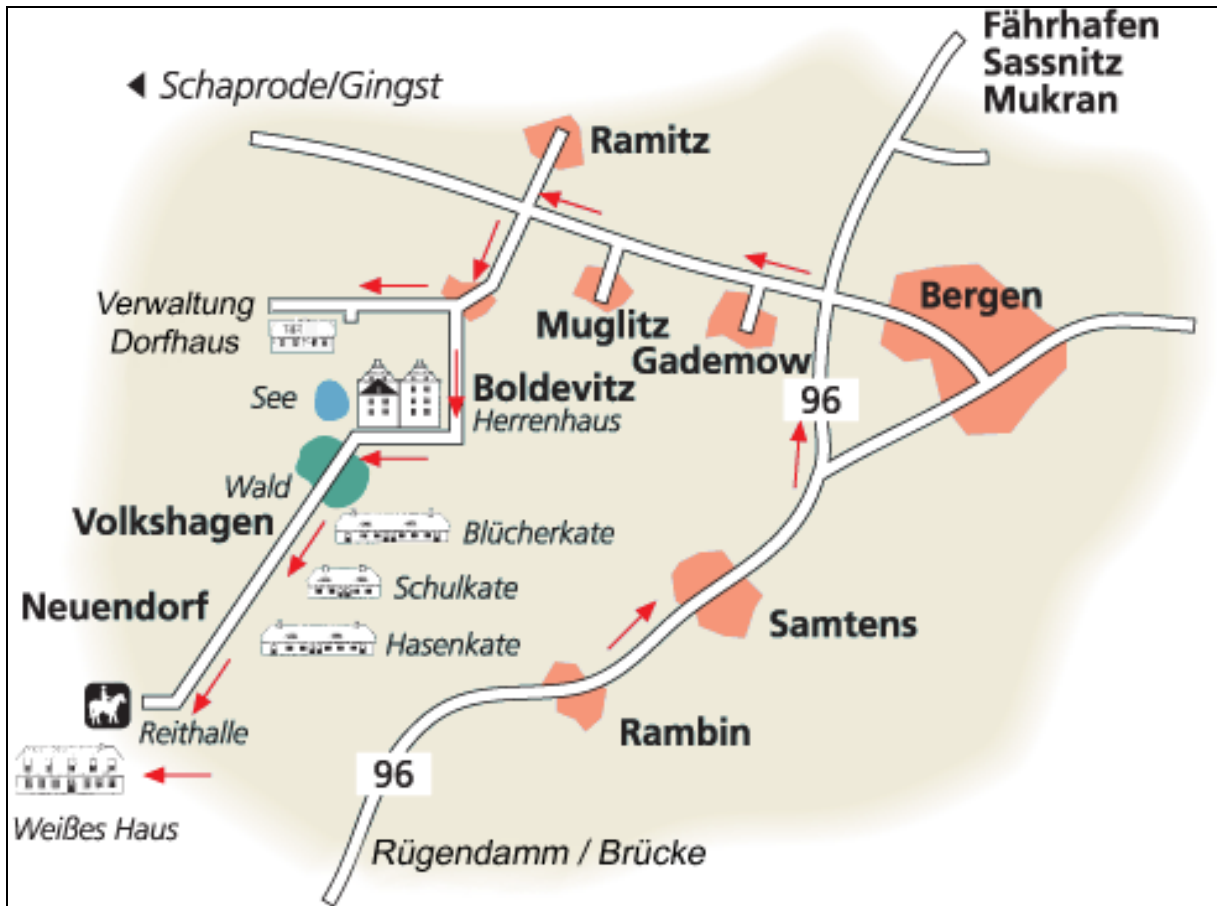 Fährhafen
Sassnitz
Mukran
Schaprode/Gingst
Ramitz
Verwaltung
Dorfhaus
Muglitz
Gademow
Bergen
See
Boldevitz
Herrenhaus
96
Wald
Volkshagen
Blücherkate
Schulkate
Neuendorf
Hasenkate
Samtens
Reithalle
Rambin
96
Weißes Haus
Rügendamm / Brücke